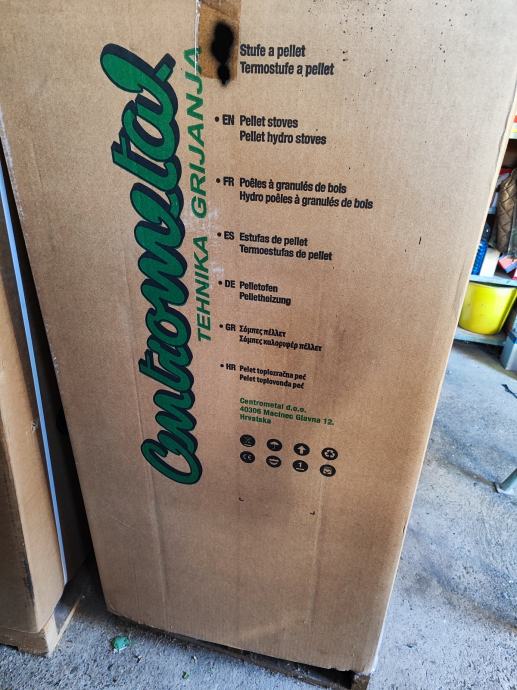 Centrometal
TEHNIKA GRIJANJA
Stufe a pellet
Termostufe a pellet
• EN Pellet stoves
Pellet hydro stoves
• FR Poêles à granulés de bois
Hydro poêles à granulés de bois
• ES Estufas de pellet
Termoestufas de pellet
• DE Pelletofen
Pelletheizung
• GR Σόμπες πέλλετ
Σόμπες καλοριφέρ πέλλετ
• HR Pelet toplozračna peć
Pelet toplovodna peć
Centrometal d.o.o.
40306 Macinec Glavna 12.
Hrvatska
CE
1